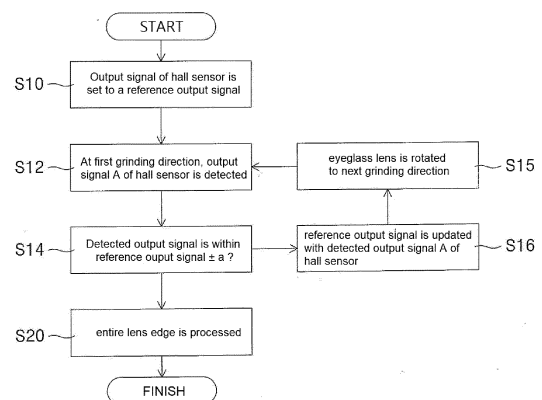 START
S10
Output signal of hall sensor is
set to a reference output signal
S12
At first grinding direction, output
signal A of hall sensor is detected
eyeglass lens is rotated
to next grinding direction
S15
S14
Detected output signal is within
reference ouput signal ± a ?
reference output signal is updated
with detected output signal A of
hall sensor
S16
S20
entire lens edge is processed
FINISH